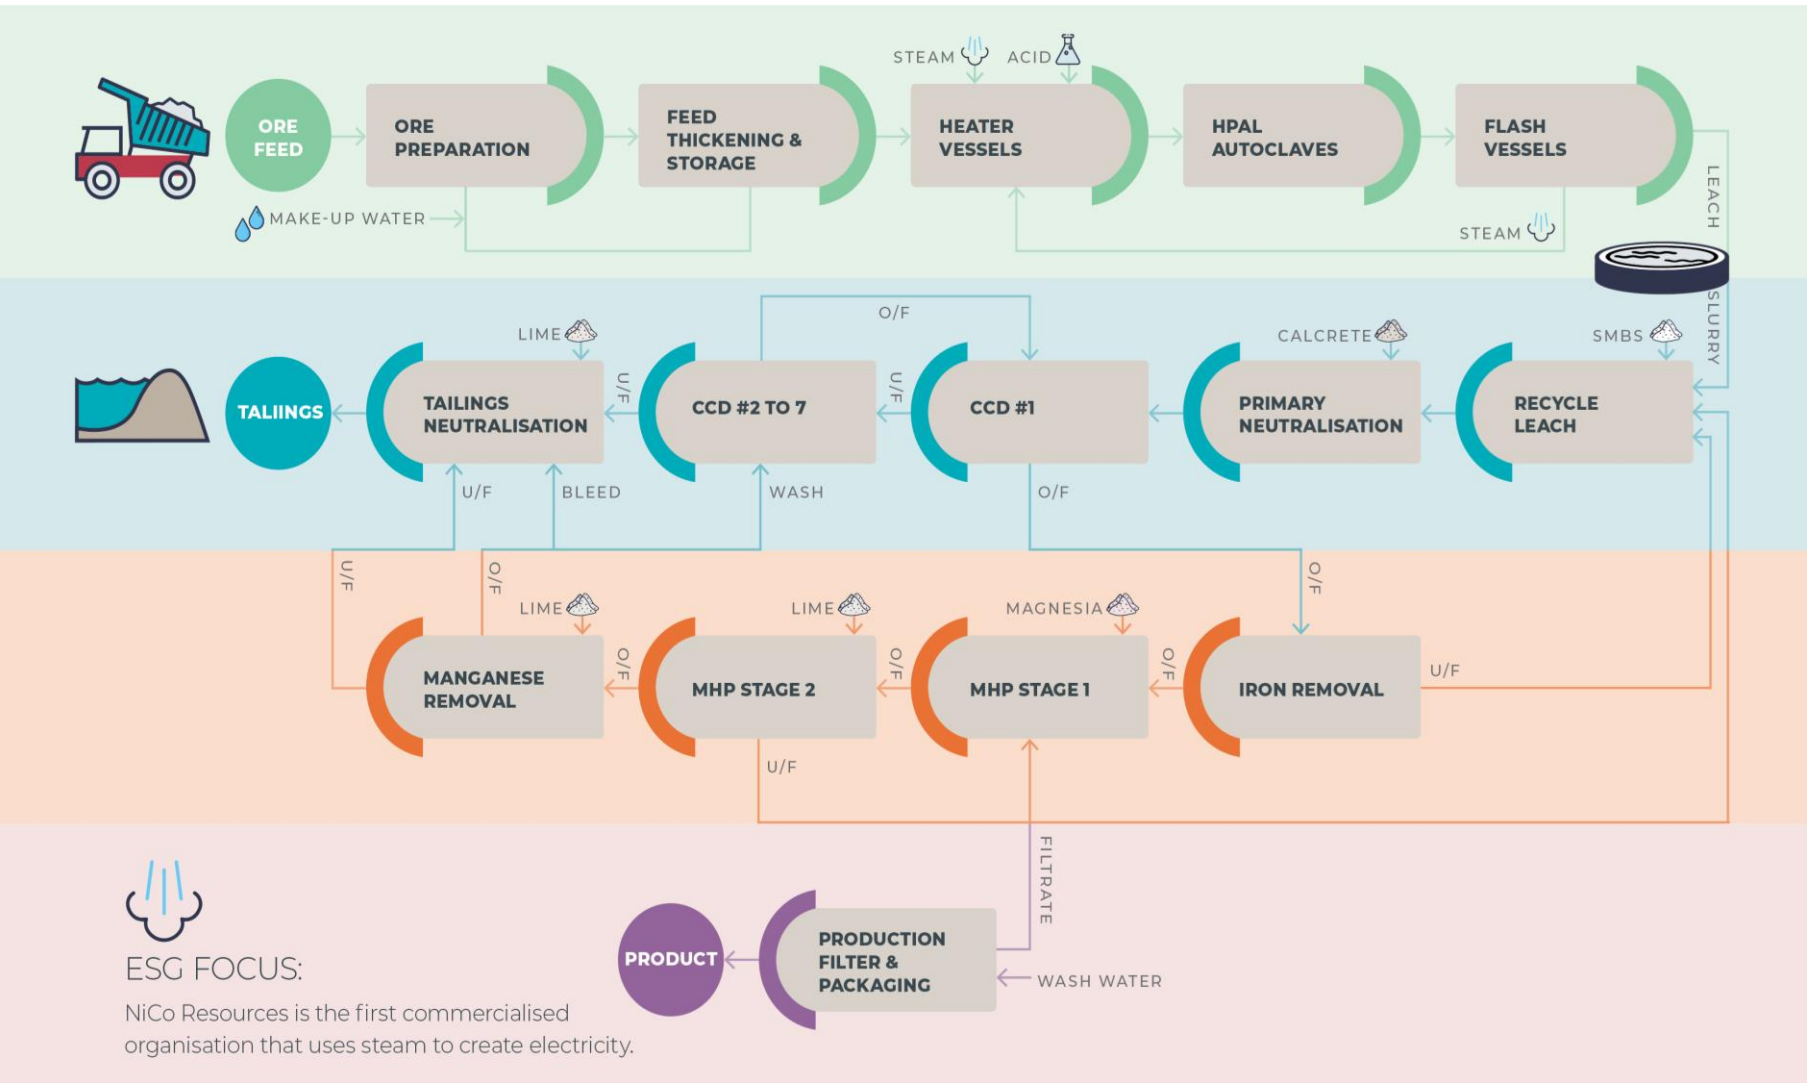 STEAM
ACID
ORE
FEED
ORE
PREPARATION
FEED
THICKENING &
STORAGE
HEATER
VESSELS
HPAL
AUTOCLAVES
FLASH
VESSELS
MAKE-UP WATER
STEAM
LEACH
SLURRY
O/F
LIME
CALCRETE
SMBS
TALIINGS
TAILINGS
NEUTRALISATION
U/F
CCD #2 TO 7
U/F
CCD #1
PRIMARY
NEUTRALISATION
RECYCLE
LEACH
U/F
BLEED
WASH
O/F
U/F
O/F
O/F
LIME
LIME
MAGNESIA
MANGANESE
REMOVAL
O/F
MHP STAGE 2
O/F
MHP STAGE 1
O/F
IRON REMOVAL
U/F
U/F
FILTRATE
PRODUCT
PRODUCTION
FILTER &
PACKAGING
WASH WATER
ESG FOCUS:
NiCo Resources is the first commercialised
organisation that uses steam to create electricity.